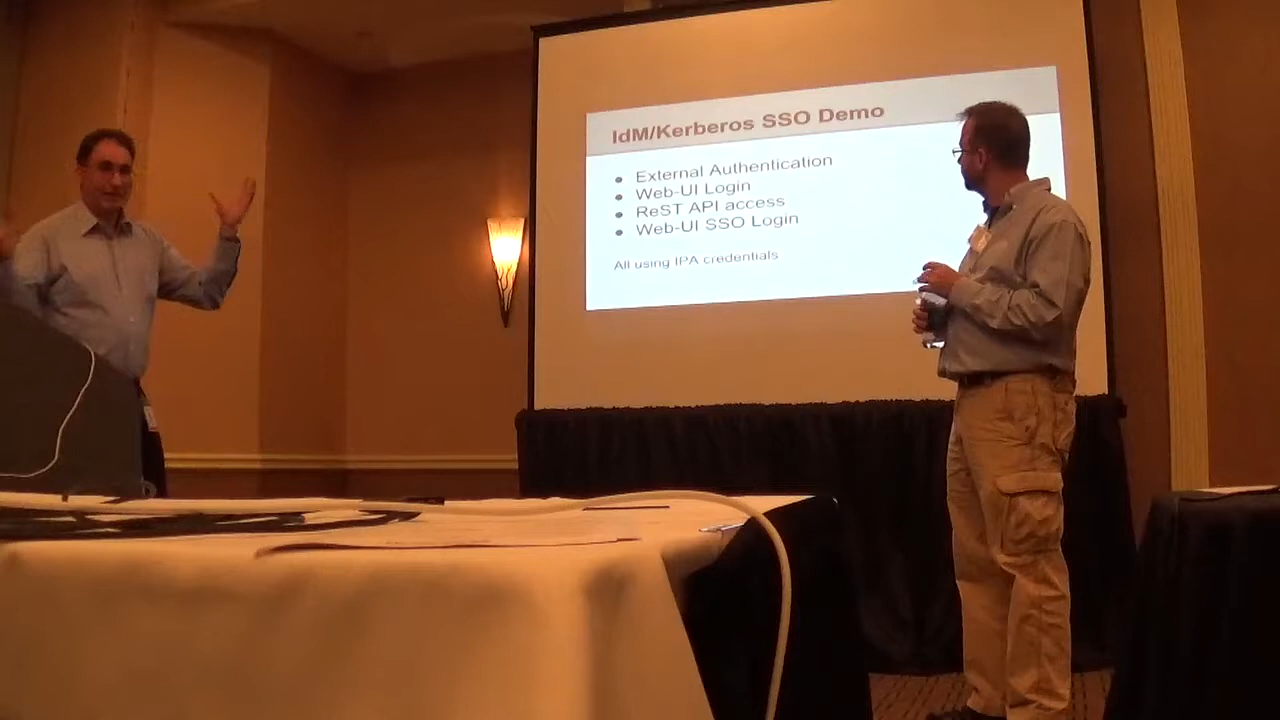 IdM/Kerberos SSO Demo
● External Authentication
● Web-UI Login
● ReST API access
● Web-UI SSO Login
All using IPA credentials